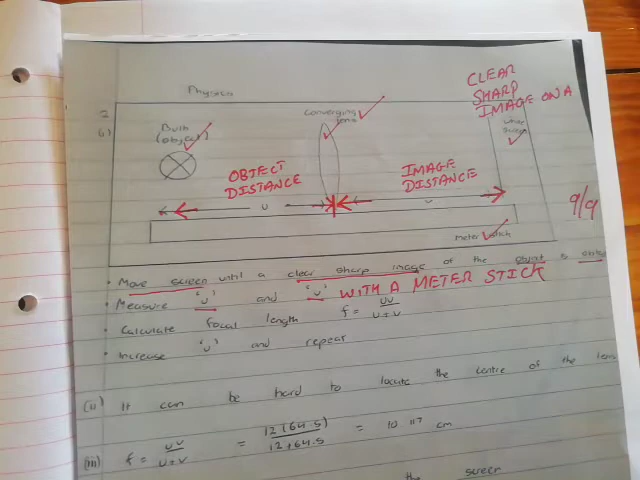 Physics
CLEAR
SHARP
IMAGE ON A
2
Bulb
(object)
Converging
lens
screen
OBJECT
DISTANCE
IMAGE
DISTANCE
u
v
9/9
meter stick
• Move screen until a clear sharp image of the is
• Measure 'u' and 'v' WITH A METER STICK
• Calculate focal length f = uv/u+v
• Increase 'u' and repeat
(ii) It can be hard to locate the centre of the lens
(iii) f = uv/u+v = 12(64.5)/12+64.5 = 10.117 cm
the screen